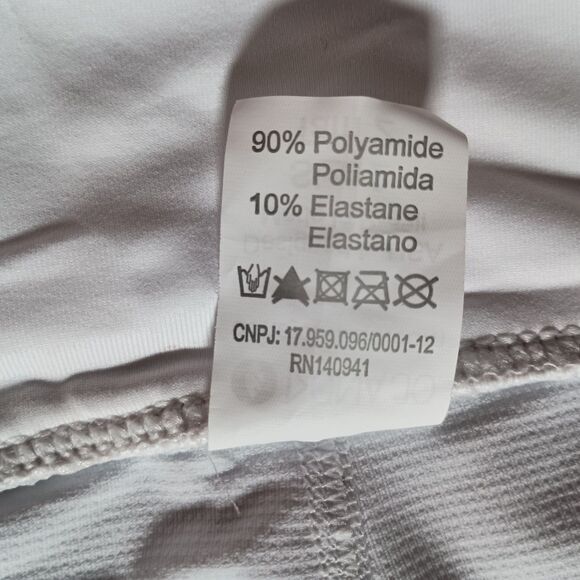 90% Polyamide
Poliamida
10% Elastane
Elastano
CNPJ: 17.959.096/0001-12
RN140941